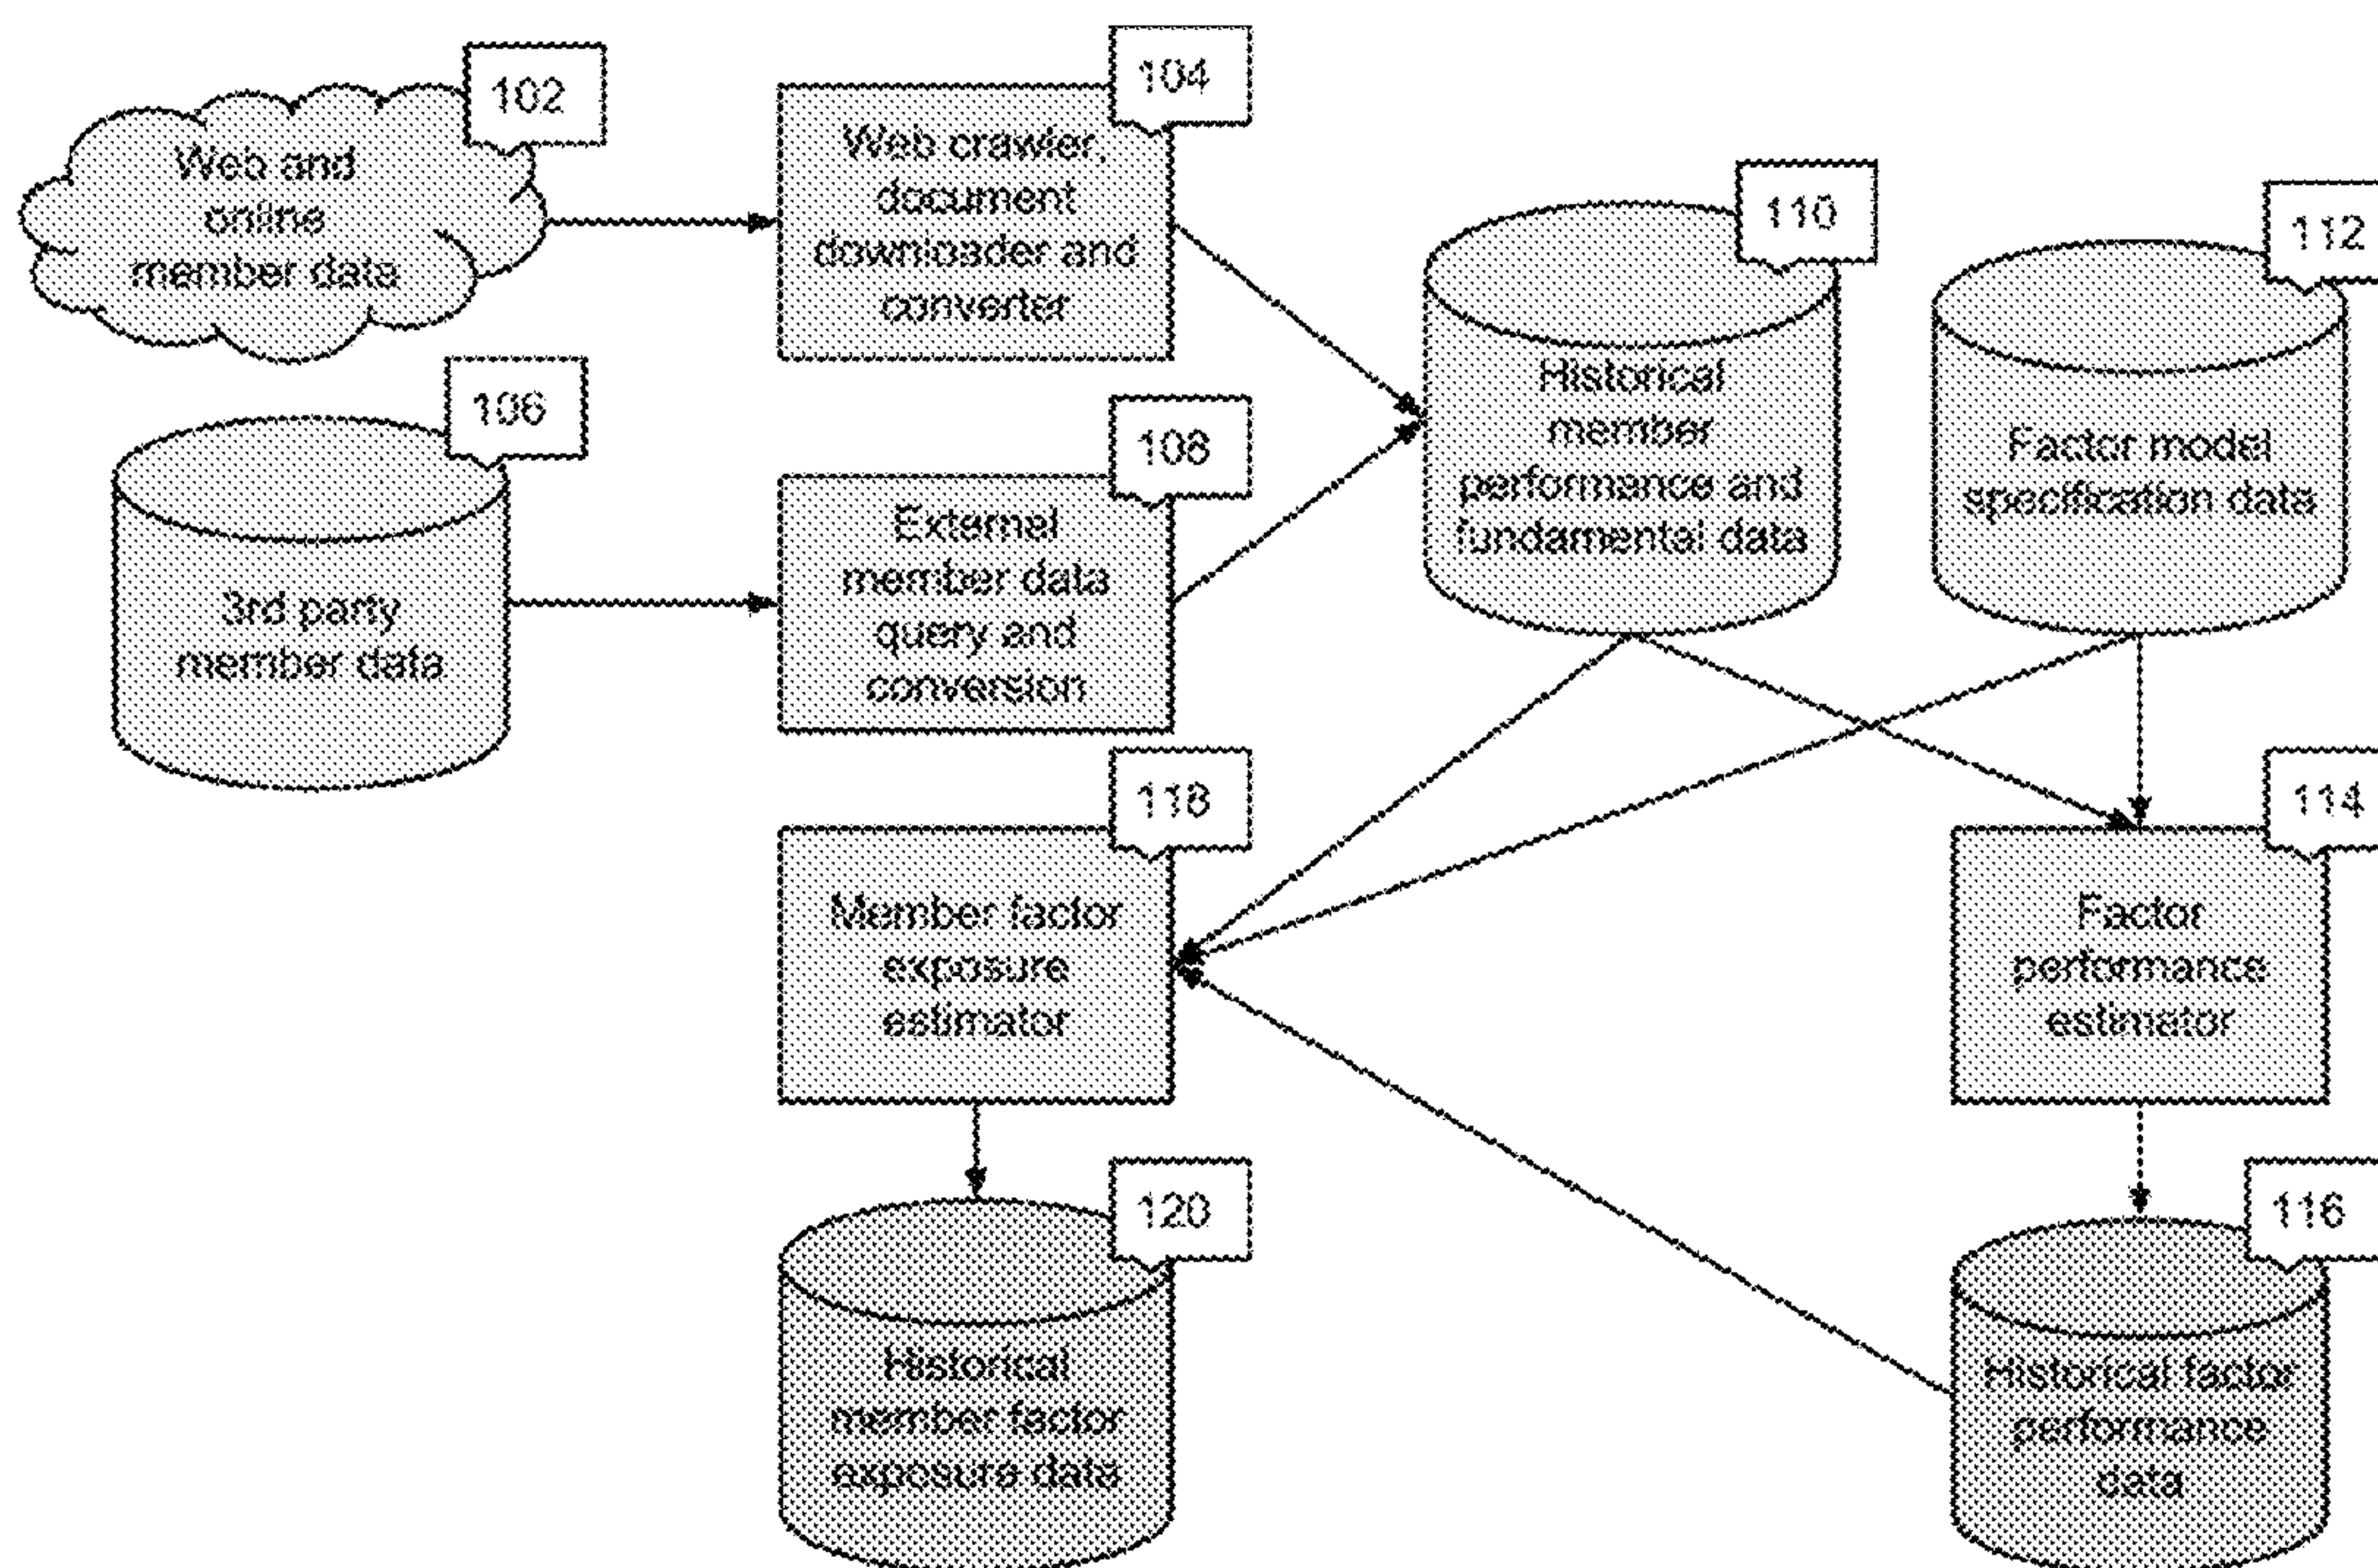 102
Web and
online
member data
104
Web crawler,
document
downloader and
converter
106
3rd party
member data
108
External
member data
query and
conversion
110
Historical
member
performance and
fundamental data
112
Factor model
specification data
118
Member factor
exposure
estimator
114
Factor
performance
estimator
120
Historical
member factor
exposure data
116
Historical factor
performance
data